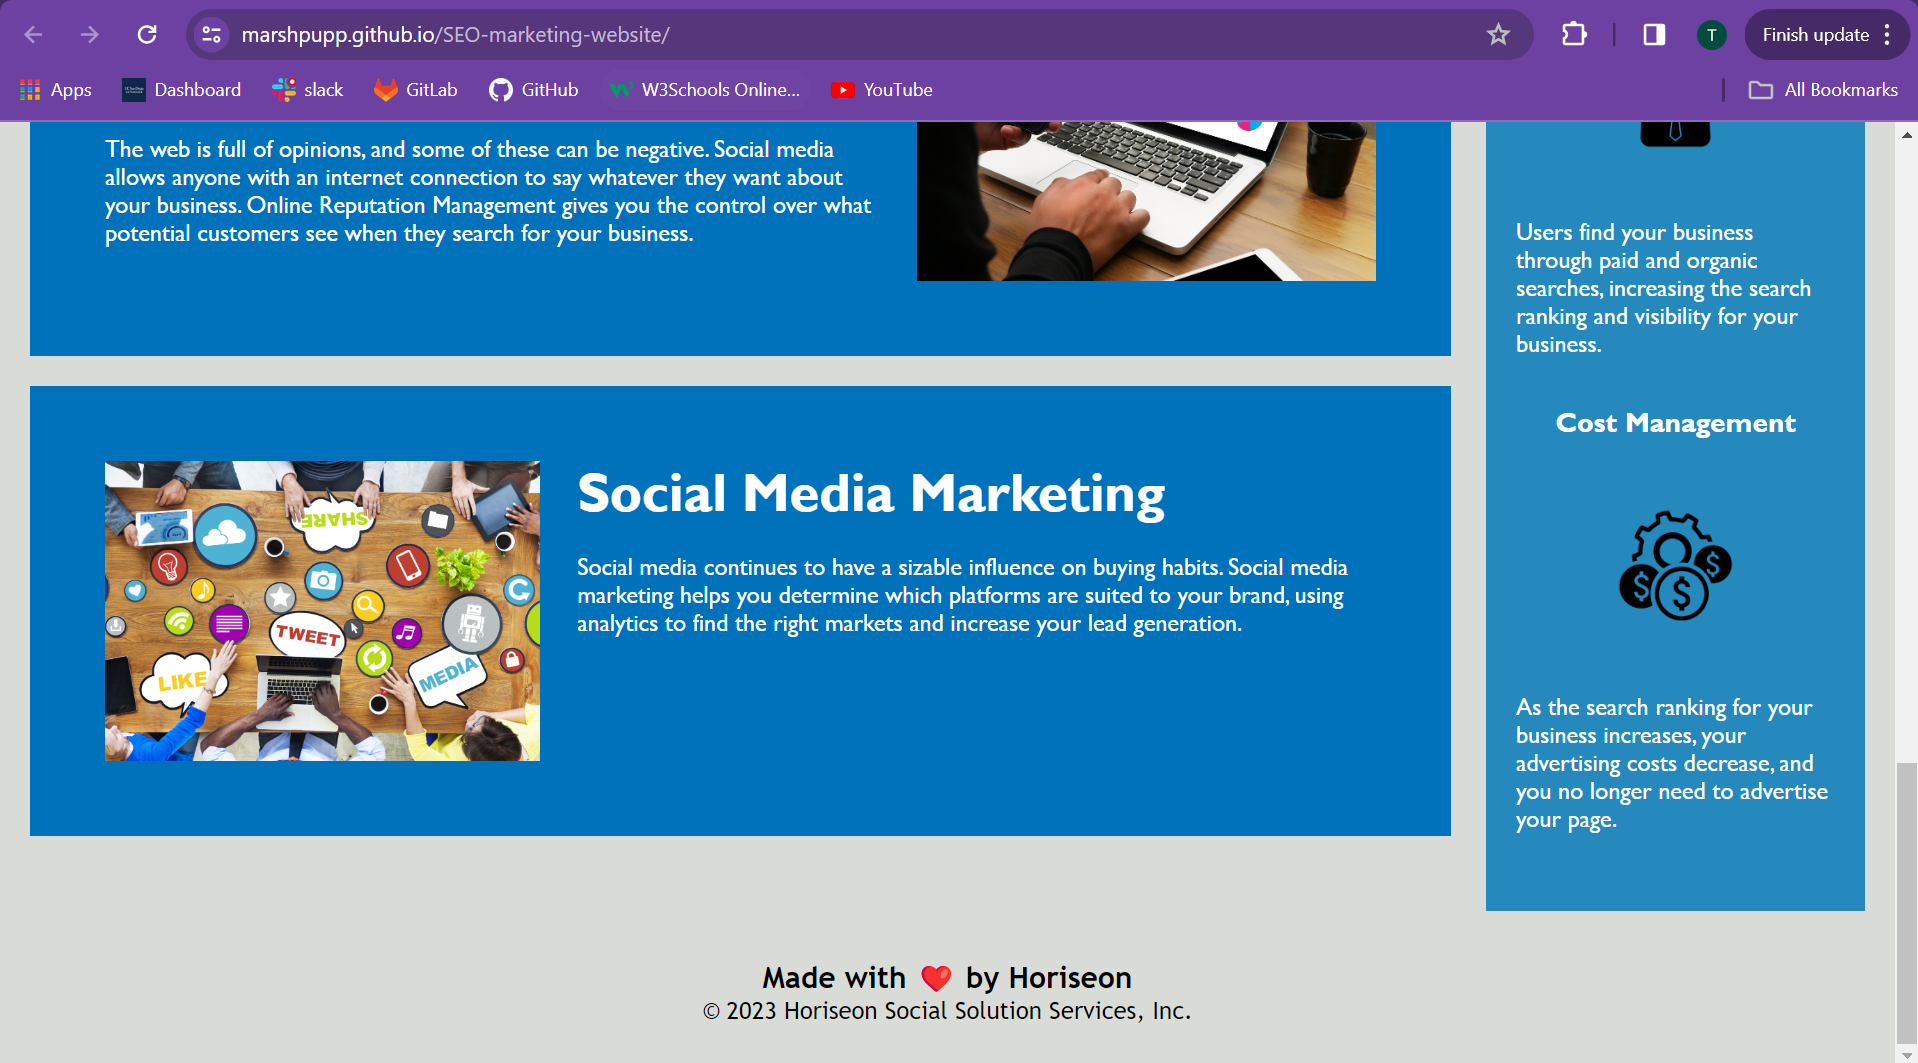 marshpupp.github.io/SEO-marketing-website/
T
Finish update
Apps
Dashboard
slack
GitLab
GitHub
W3Schools Online...
YouTube
All Bookmarks
The web is full of opinions, and some of these can be negative. Social media
allows anyone with an internet connection to say whatever they want about
your business. Online Reputation Management gives you the control over what
potential customers see when they search for your business.
SHARE
TWEET
LIKE
MEDIA
Social Media Marketing
Social media continues to have a sizable influence on buying habits. Social media
marketing helps you determine which platforms are suited to your brand, using
analytics to find the right markets and increase your lead generation.
Users find your business
through paid and organic
searches, increasing the search
ranking and visibility for your
business.
Cost Management
$
$
$
As the search ranking for your
business increases, your
advertising costs decrease, and
you no longer need to advertise
your page.
Made with ❤️ by Horiseon
© 2023 Horiseon Social Solution Services, Inc.